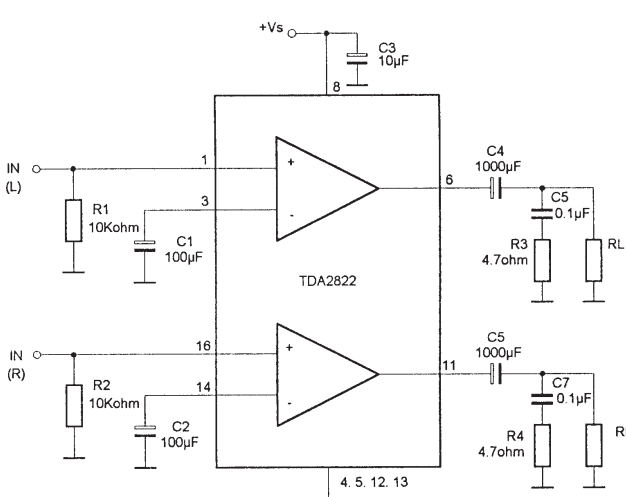 +Vs
C3
10µF
8
IN
(L)
1
+
3
-
R1
10Kohm
C1
100µF
TDA2822
6
C4
1000µF
C5
0.1µF
R3
4.7ohm
RL
IN
(R)
16
+
14
-
R2
10Kohm
C2
100µF
11
C5
1000µF
C7
0.1µF
R4
4.7ohm
4. 5. 12. 13